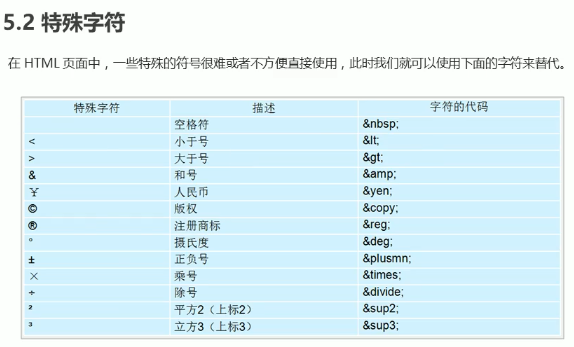 5.2 特殊字符
在 HTML 页面中，一些特殊的符号很难或者不方便直接使用，此时我们就可以使用下面的字符来替代。
特殊字符 描述 字符的代码
空格符 &nbsp;
< 小于号 &lt;
> 大于号 &gt;
& 和号 &amp;
￥ 人民币 &yen;
© 版权 &copy;
® 注册商标 &reg;
° 摄氏度 &deg;
± 正负号 &plusmn;
× 乘号 &times;
÷ 除号 &divide;
² 平方2（上标2） &sup2;
³ 立方3（上标3） &sup3;